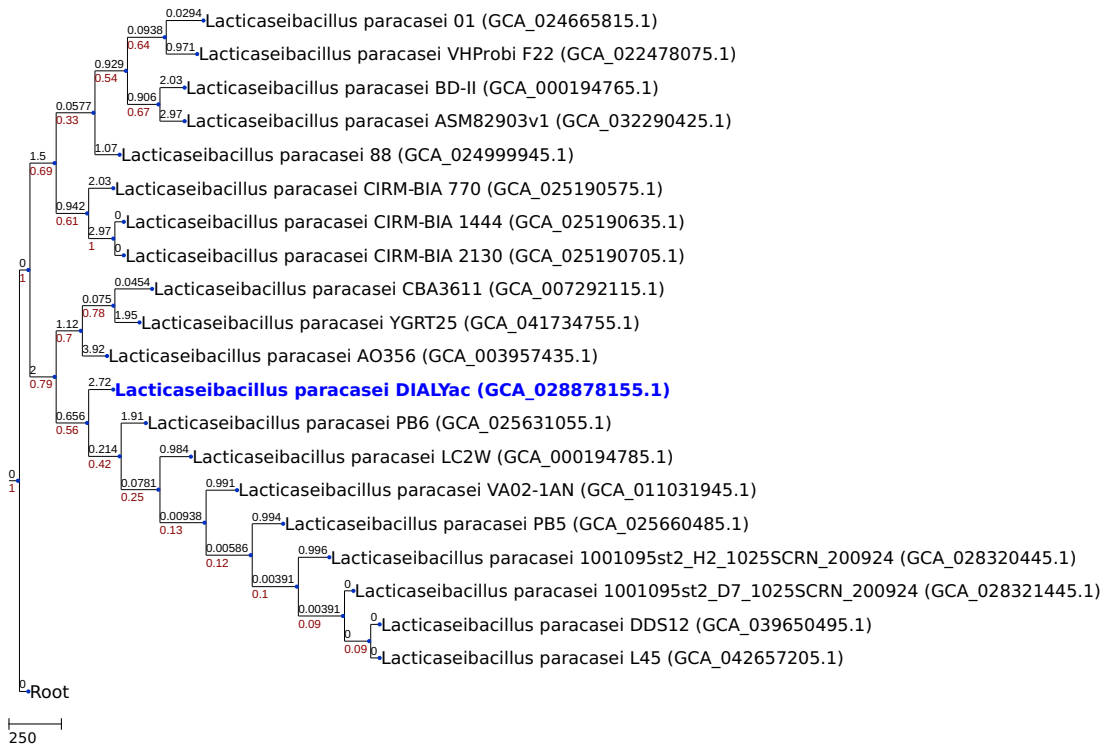 0.0294
Lacticaseibacillus paracasei 01 (GCA_024665815.1)
0.0938
0.64
0.971
Lacticaseibacillus paracasei VHProbi F22 (GCA_022478075.1)
0.929
0.54
2.03
Lacticaseibacillus paracasei BD-II (GCA_000194765.1)
0.906
0.67
2.97
Lacticaseibacillus paracasei ASM82903v1 (GCA_032290425.1)
0.0577
0.33
1.07
Lacticaseibacillus paracasei 88 (GCA_024999945.1)
1.5
0.69
2.03
Lacticaseibacillus paracasei CIRM-BIA 770 (GCA_025190575.1)
0.942
0.61
0
Lacticaseibacillus paracasei CIRM-BIA 1444 (GCA_025190635.1)
2.97
1
0
Lacticaseibacillus paracasei CIRM-BIA 2130 (GCA_025190705.1)
0
1
0.0454
Lacticaseibacillus paracasei CBA3611 (GCA_007292115.1)
0.075
0.78
1.95
Lacticaseibacillus paracasei YGRT25 (GCA_041734755.1)
1.12
0.7
3.92
Lacticaseibacillus paracasei AO356 (GCA_003957435.1)
2
0.79
2.72
Lacticaseibacillus paracasei DIALYac (GCA_028878155.1)
0.656
0.56
1.91
Lacticaseibacillus paracasei PB6 (GCA_025631055.1)
0.214
0.42
0.984
Lacticaseibacillus paracasei LC2W (GCA_000194785.1)
0
1
0.0781
0.25
0.991
Lacticaseibacillus paracasei VA02-1AN (GCA_011031945.1)
0.00938
0.13
0.994
Lacticaseibacillus paracasei PB5 (GCA_025660485.1)
0.00586
0.12
0.996
Lacticaseibacillus paracasei 1001095st2_H2_1025SCRN_200924 (GCA_028320445.1)
0.00391
0.1
0
Lacticaseibacillus paracasei 1001095st2_D7_1025SCRN_200924 (GCA_028321445.1)
0.00391
0.09
0
Lacticaseibacillus paracasei DDS12 (GCA_039650495.1)
0
0.09
0
Lacticaseibacillus paracasei L45 (GCA_042657205.1)
0
Root
250